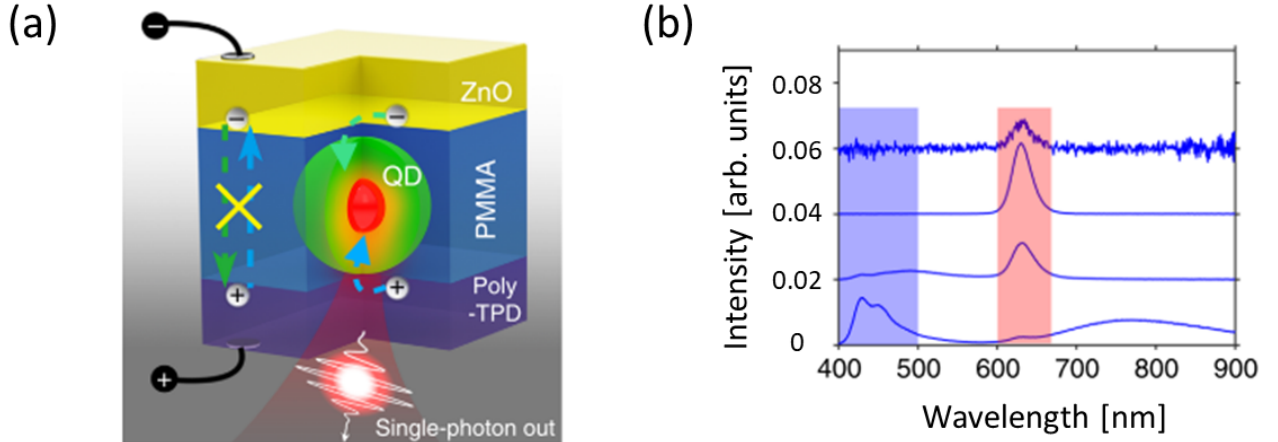 (a)
−
ZnO
−
−
QD
PMMA
+
+
Poly
-TPD
+
Single-photon out
(b)
Intensity [arb. units]
0.08
0.06
0.04
0.02
0
400 500 600 700 800 900
Wavelength [nm]